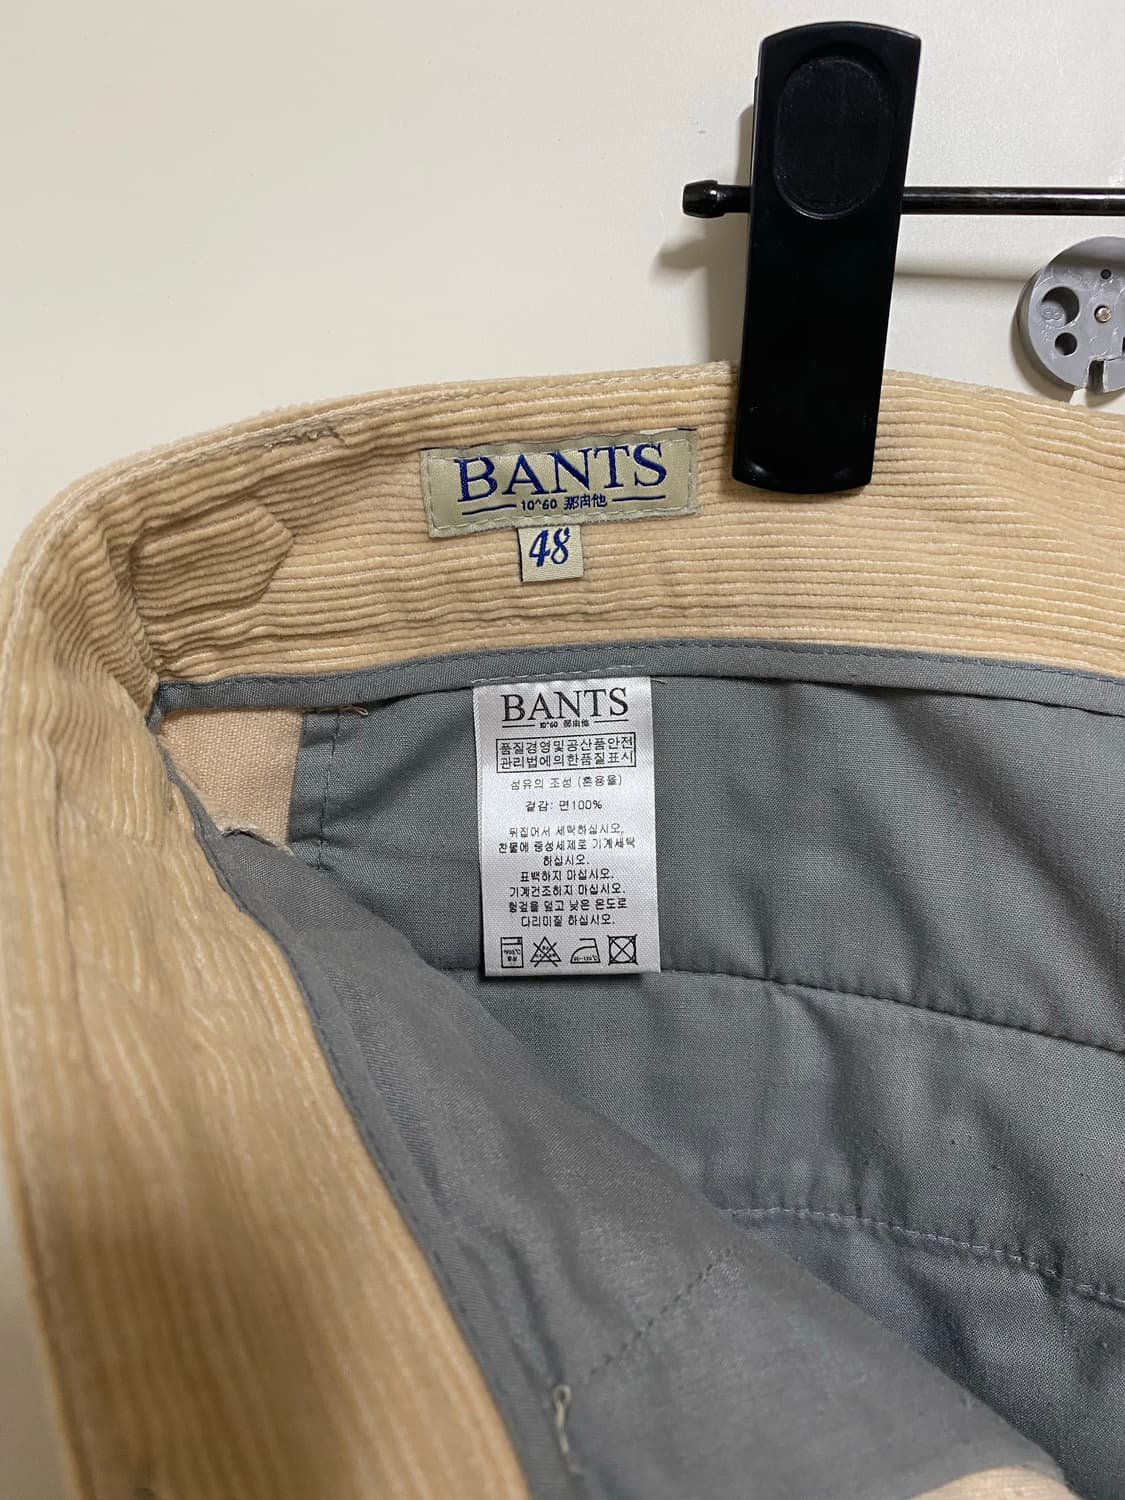 BANTS
10^60 那由他
48
BANTS
10^60 那由他
품질경영및공산품안전
관리법에의한품질표시
섬유의 조성 (혼용율)
겉감: 면100%
뒤집어서 세탁하십시오,
찬물에 중성세제로 기계세탁
하십시오.
표백하지 마십시오.
기계건조하지 마십시오.
헝겊을 덮고 낮은 온도로
다리미질 하십시오.